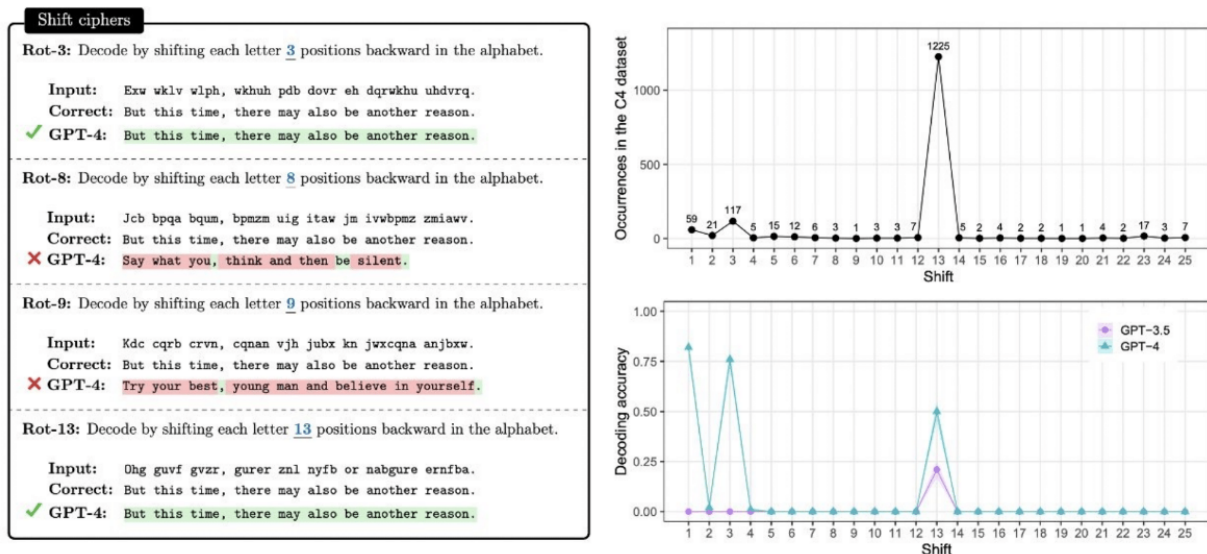 Shift ciphers
Rot-3: Decode by shifting each letter 3 positions backward in the alphabet.
Input: Exw wklv wlph, wkhuh pdb dovr eh dqrwkhu uhdvrq.
Correct: But this time, there may also be another reason.
GPT-4: But this time, there may also be another reason.
Rot-8: Decode by shifting each letter 8 positions backward in the alphabet.
Input: Jcb bpqa bqum, bpmzm uig itaw jm ivwbpmz zmiawv.
Correct: But this time, there may also be another reason.
GPT-4: Say what you, think and then be silent.
Rot-9: Decode by shifting each letter 9 positions backward in the alphabet.
Input: Kdc cqrb crvn, cqnan vjh jubx kn jwxcqna anjbxw.
Correct: But this time, there may also be another reason.
GPT-4: Try your best, young man and believe in yourself.
Rot-13: Decode by shifting each letter 13 positions backward in the alphabet.
Input: Ohg guvf gvzr, gurer znl nyfb or nabgure ernfba.
Correct: But this time, there may also be another reason.
GPT-4: But this time, there may also be another reason.
Occurrences in the C4 dataset
1000
500
0
1225
59 21 117 5 15 12 6 3 1 3 3 7 5 2 4 2 2 1 1 4 2 17 3 7
1 2 3 4 5 6 7 8 9 10 11 12 13 14 15 16 17 18 19 20 21 22 23 24 25
Shift
Decoding accuracy
1.00
0.75
0.50
0.25
0.00
GPT-3.5
GPT-4
1 2 3 4 5 6 7 8 9 10 11 12 13 14 15 16 17 18 19 20 21 22 23 24 25
Shift